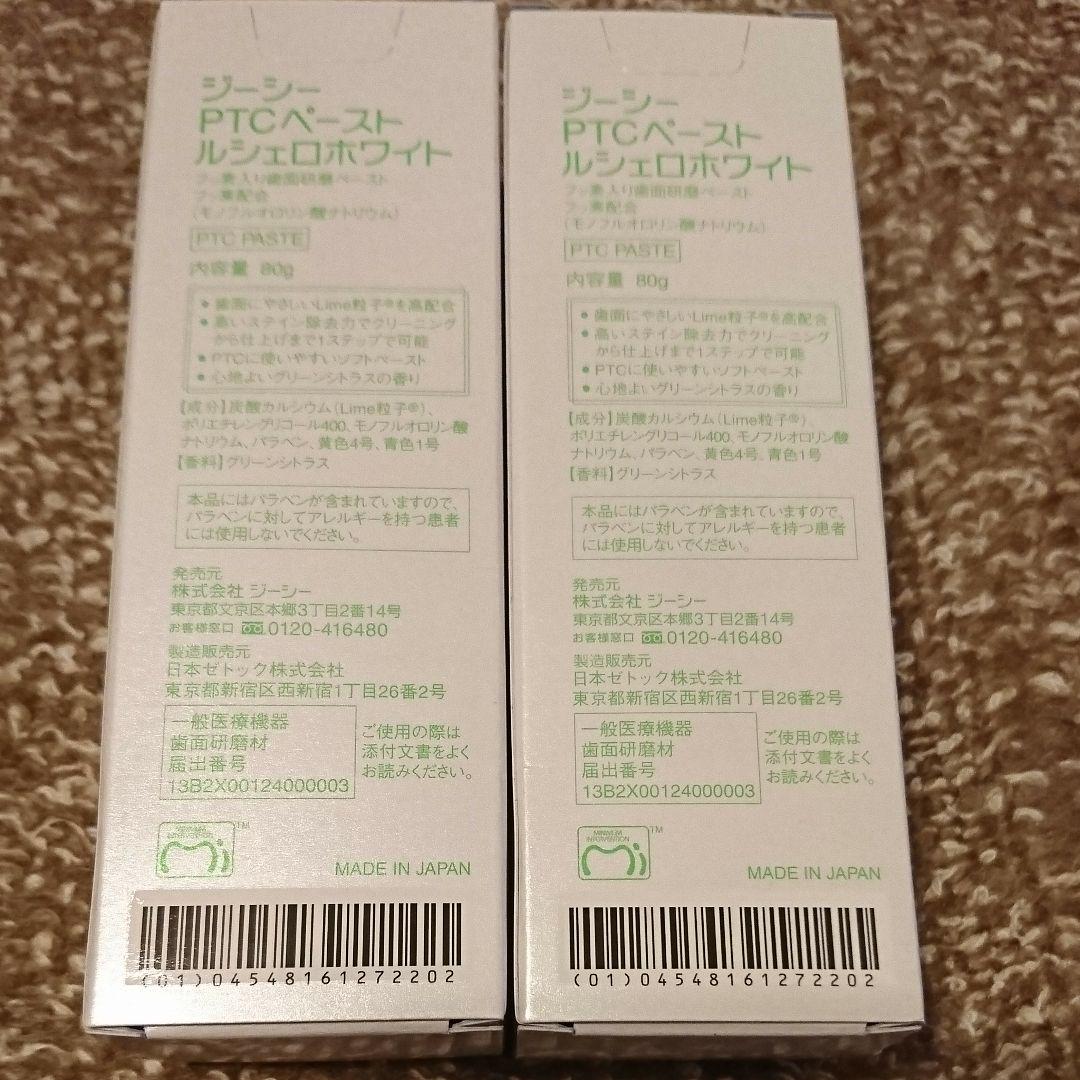 ジーシー
PTCペースト
ルシェロホワイト
フッ素入り歯面研磨ペースト
フッ素配合
(モノフルオロリン酸ナトリウム)
PTC PASTE
内容量 80g
● 歯面にやさしいLime粒子®を高配合
● 高いステイン除去力でクリーニング
から仕上げまで1ステップで可能
● PTCに使いやすいソフトペースト
● 心地よいグリーンシトラスの香り
【成分】炭酸カルシウム(Lime粒子®)、
ポリエチレングリコール400、モノフルオロリン酸
ナトリウム、パラベン、黄色4号、青色1号
【香料】グリーンシトラス
本品にはパラベンが含まれていますので、
パラベンに対してアレルギーを持つ患者
には使用しないでください。
発売元
株式会社 ジーシー
東京都文京区本郷3丁目2番14号
お客様窓口 0120-416480
製造販売元
日本ゼトック株式会社
東京都新宿区西新宿1丁目26番2号
一般医療機器
歯面研磨材
届出番号
13B2X00124000003
ご使用の際は
添付文書をよく
お読みください。
MINIMUM
INTERVENTION
TM
MADE IN JAPAN
(01)04548161272202
ジーシー
PTCペースト
ルシェロホワイト
フッ素入り歯面研磨ペースト
フッ素配合
(モノフルオロリン酸ナトリウム)
PTC PASTE
内容量 80g
● 歯面にやさしいLime粒子®を高配合
● 高いステイン除去力でクリーニング
から仕上げまで1ステップで可能
● PTCに使いやすいソフトペースト
● 心地よいグリーンシトラスの香り
【成分】炭酸カルシウム(Lime粒子®)、
ポリエチレングリコール400、モノフルオロリン酸
ナトリウム、パラベン、黄色4号、青色1号
【香料】グリーンシトラス
本品にはパラベンが含まれていますので、
パラベンに対してアレルギーを持つ患者
には使用しないでください。
発売元
株式会社 ジーシー
東京都文京区本郷3丁目2番14号
お客様窓口 0120-416480
製造販売元
日本ゼトック株式会社
東京都新宿区西新宿1丁目26番2号
一般医療機器
歯面研磨材
届出番号
13B2X00124000003
ご使用の際は
添付文書をよく
お読みください。
MINIMUM
INTERVENTION
TM
MADE IN JAPAN
(01)04548161272202